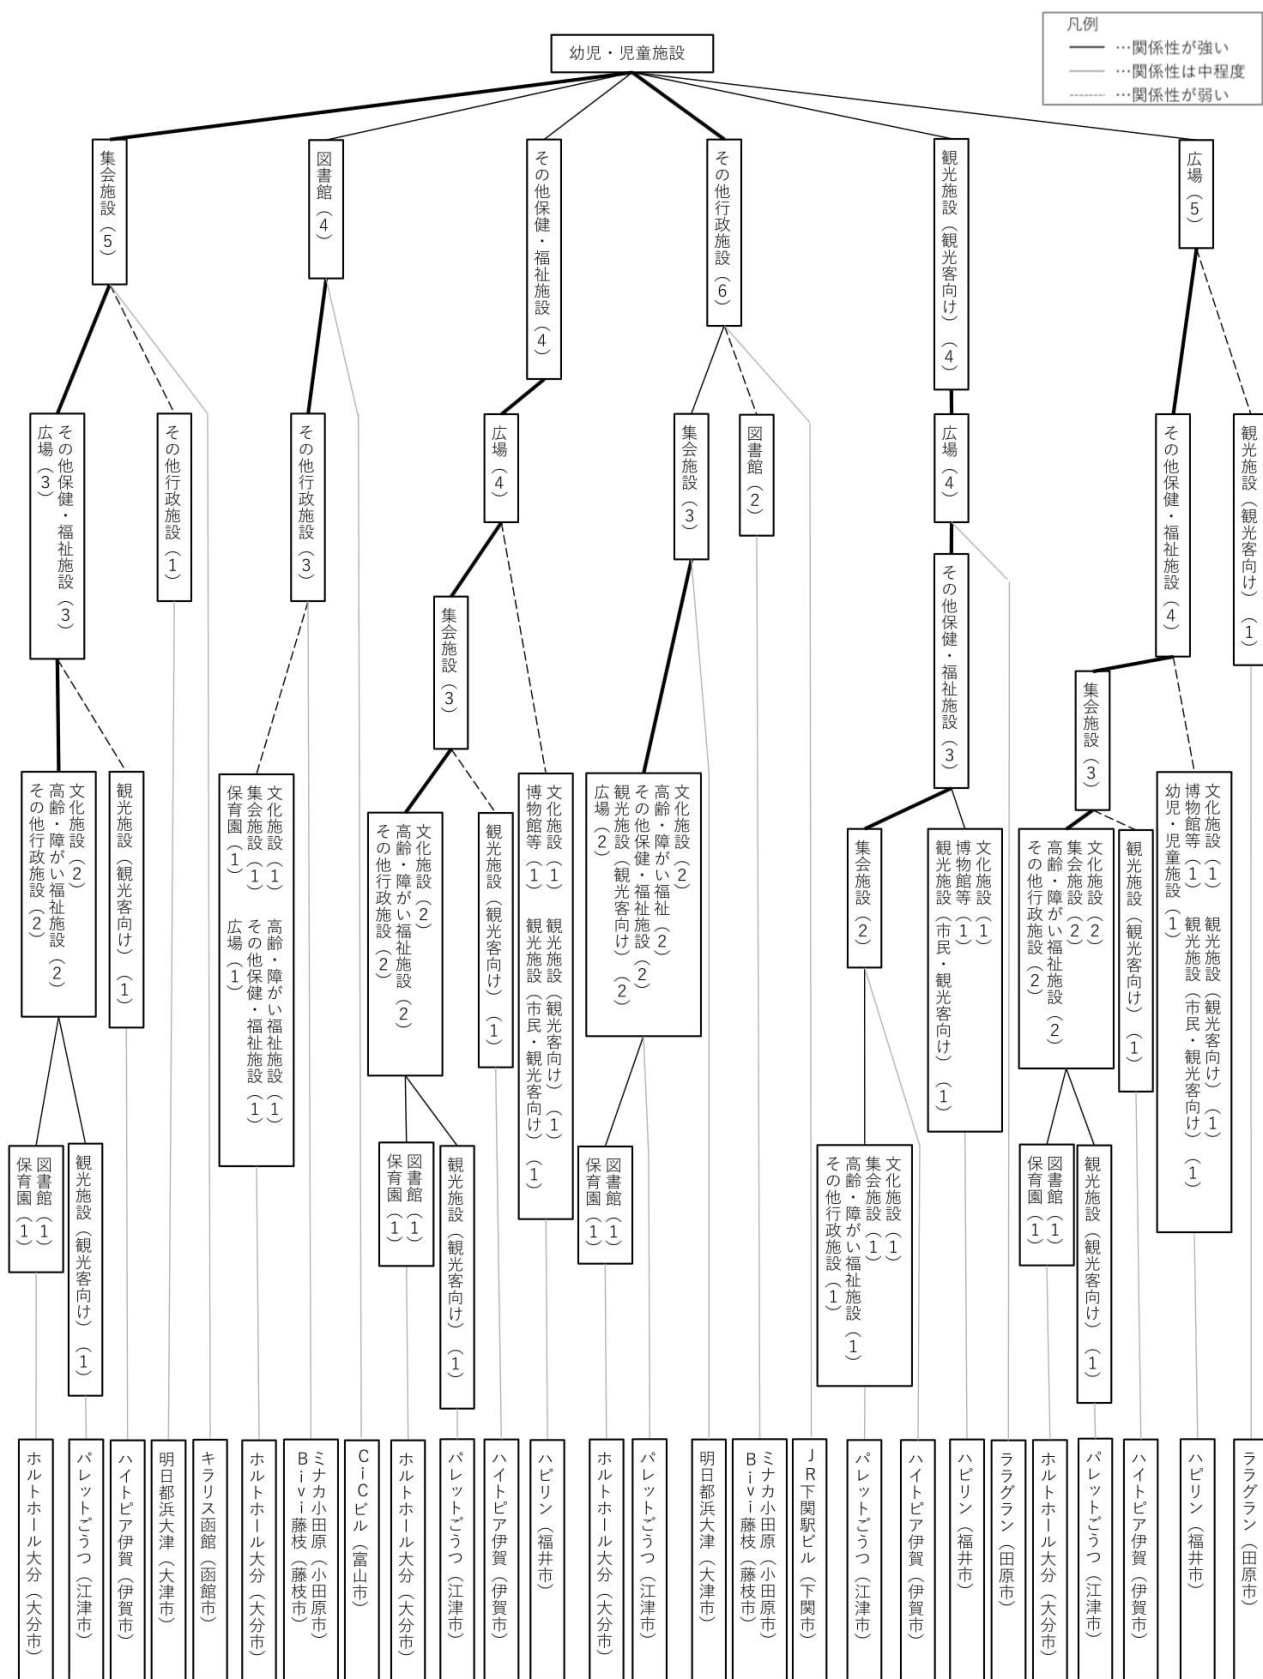 凡例
…関係性が強い
…関係性は中程度
…関係性が弱い
幼児・児童施設
集会施設（5）
図書館（4）
その他保健・福祉施設（4）
その他行政施設（6）
観光施設（観光客向け）（4）
広場（5）
その他保健・福祉施設（3）
広場（3）
その他行政施設（1）
その他行政施設（3）
広場（4）
集会施設（3）
図書館（2）
広場（4）
その他保健・福祉施設（4）
観光施設（観光客向け）（1）
集会施設（3）
その他保健・福祉施設（3）
集会施設（3）
文化施設（2）
高齢・障がい福祉施設（2）
その他行政施設（2）
観光施設（観光客向け）（1）
文化施設（1）　高齢・障がい福祉施設（1）
集会施設（1）　その他保健・福祉施設（1）
保育園（1）　広場（1）
文化施設（2）
高齢・障がい福祉施設（2）
その他行政施設（2）
観光施設（観光客向け）（1）
文化施設（1）　観光施設（観光客向け）（1）
博物館等（1）　観光施設（市民・観光客向け）（1）
文化施設（2）
高齢・障がい福祉（2）
その他保健・福祉施設（2）
観光施設（観光客向け）（2）
広場（2）
集会施設（2）
文化施設（1）
博物館等（1）
観光施設（市民・観光客向け）（1）
文化施設（2）
集会施設（2）
高齢・障がい福祉施設（2）
その他行政施設（2）
観光施設（観光客向け）（1）
文化施設（1）　観光施設（観光客向け）（1）
博物館等（1）　観光施設（市民・観光客向け）（1）
幼児・児童施設（1）
図書館（1）
保育園（1）
観光施設（観光客向け）（1）
図書館（1）
保育園（1）
観光施設（観光客向け）（1）
図書館（1）
保育園（1）
文化施設（1）
集会施設（1）
高齢・障がい福祉施設（1）
その他行政施設（1）
図書館（1）
保育園（1）
観光施設（観光客向け）（1）
ホルトホール大分（大分市）
パレットごうつ（江津市）
ハイトピア伊賀（伊賀市）
明日都浜大津（大津市）
キラリス函館（函館市）
ホルトホール大分（大分市）
ミナカ小田原（小田原市）
Ｂｉｖｉ藤枝（藤枝市）
ＣｉＣビル（富山市）
ホルトホール大分（大分市）
パレットごうつ（江津市）
ハイトピア伊賀（伊賀市）
ハピリン（福井市）
ホルトホール大分（大分市）
パレットごうつ（江津市）
明日都浜大津（大津市）
ミナカ小田原（小田原市）
Ｂｉｖｉ藤枝（藤枝市）
ＪＲ下関駅ビル（下関市）
パレットごうつ（江津市）
ハイトピア伊賀（伊賀市）
ハピリン（福井市）
ララグラン（田原市）
ホルトホール大分（大分市）
パレットごうつ（江津市）
ハイトピア伊賀（伊賀市）
ハピリン（福井市）
ララグラン（田原市）